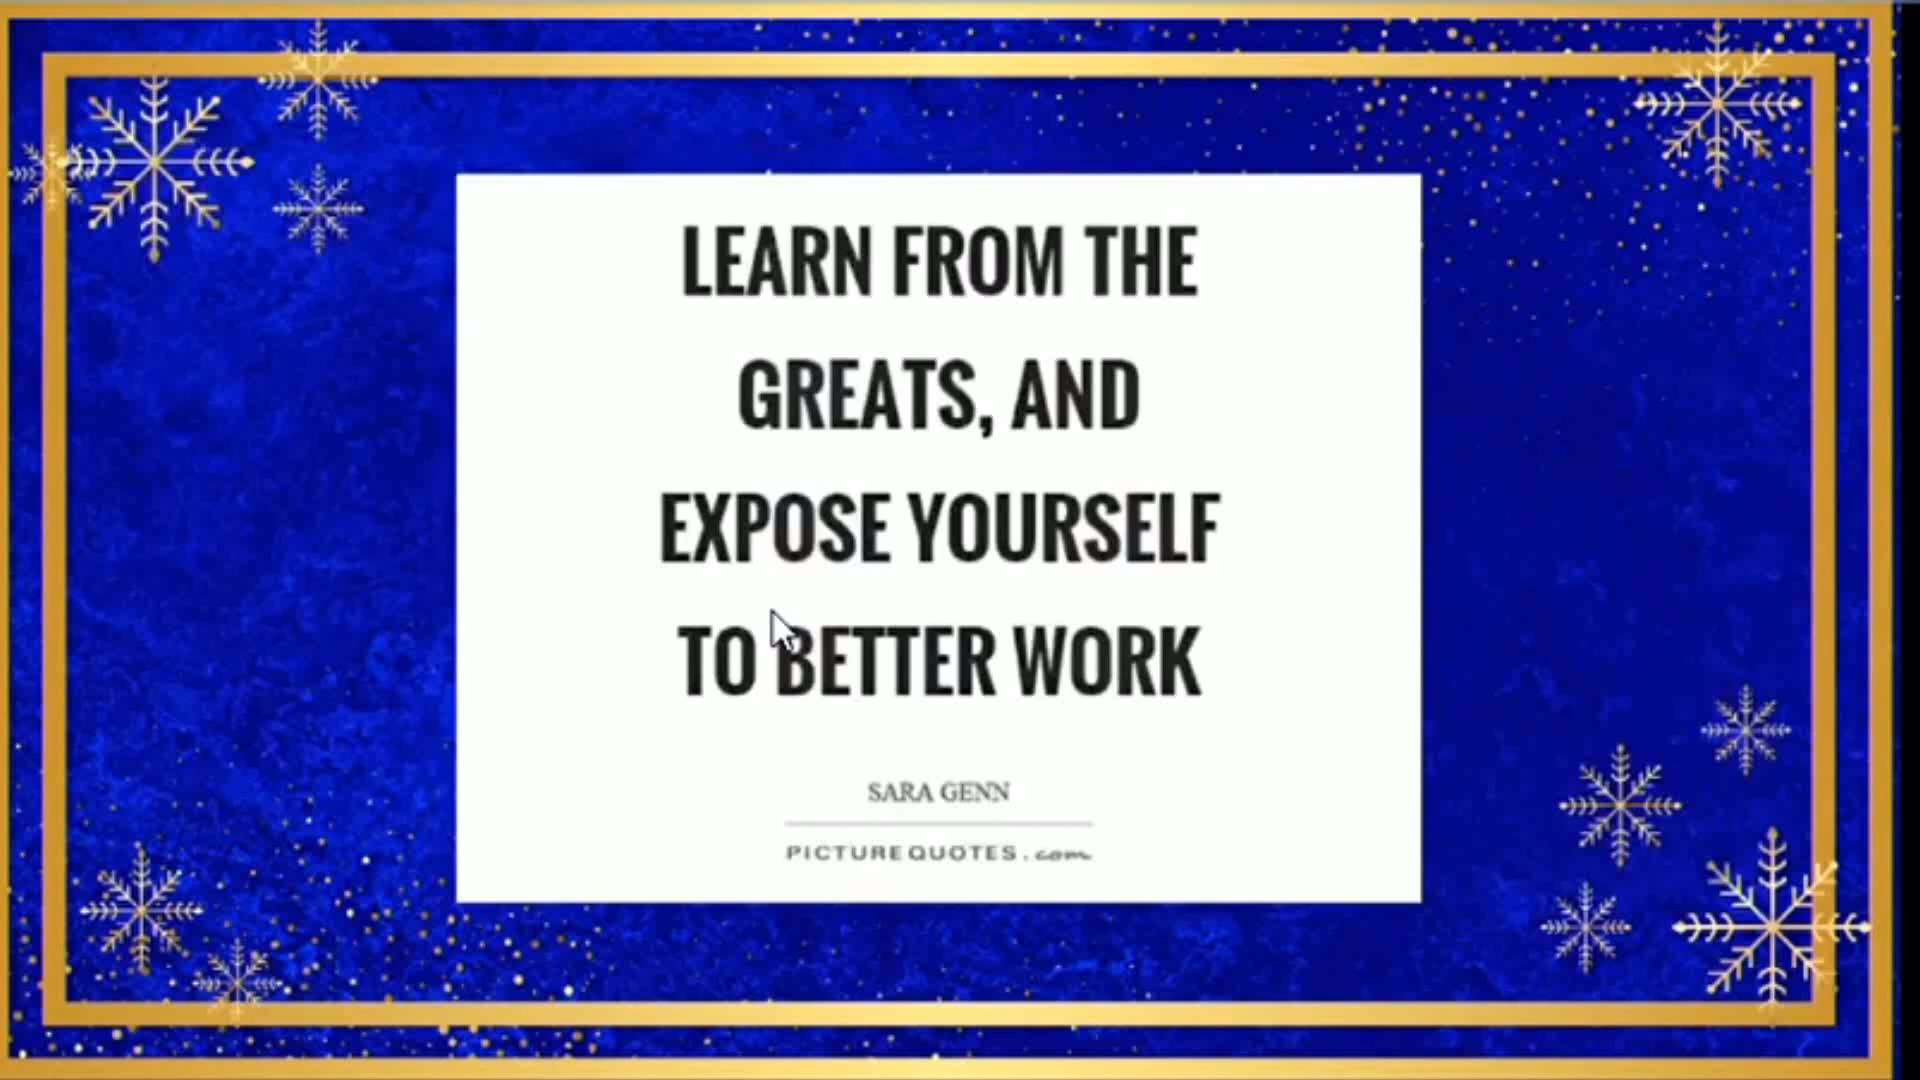 LEARN FROM THE
GREATS, AND
EXPOSE YOURSELF
TO BETTER WORK
SARA GENN
PICTUREQUOTES.com